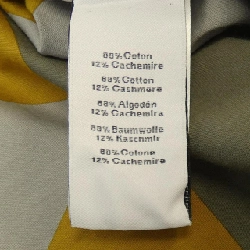 88% Coton
12% Cachemire
88% Cotton
12% Cashmere
88% Algodón
12% Cachemira
88% Baumwolle
12% Kaschmir
88% Cotone
12% Cachemire